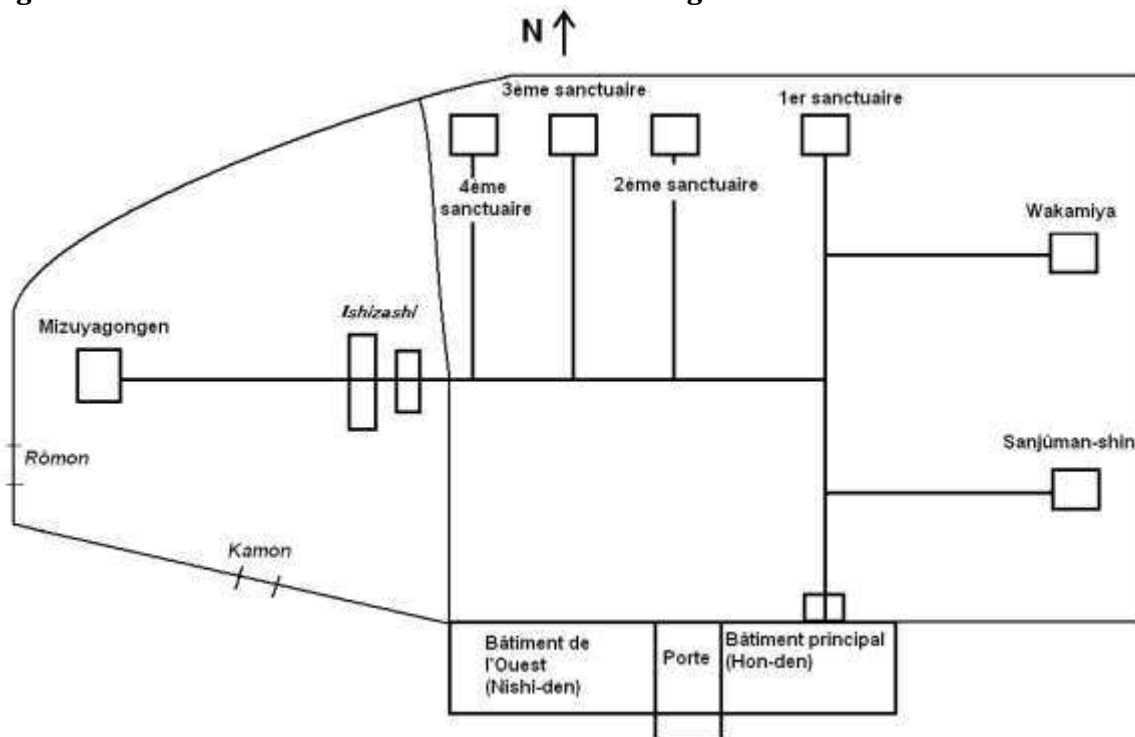 N
3ème sanctuaire
1er sanctuaire
4ème
sanctuaire
2ème sanctuaire
Wakamiya
Mizuyagongen
Ishizashi
Sanjûman-shin
Rômon
Kamon
Bâtiment de
l'Ouest
(Nishi-den)
Porte
Bâtiment principal
(Hon-den)